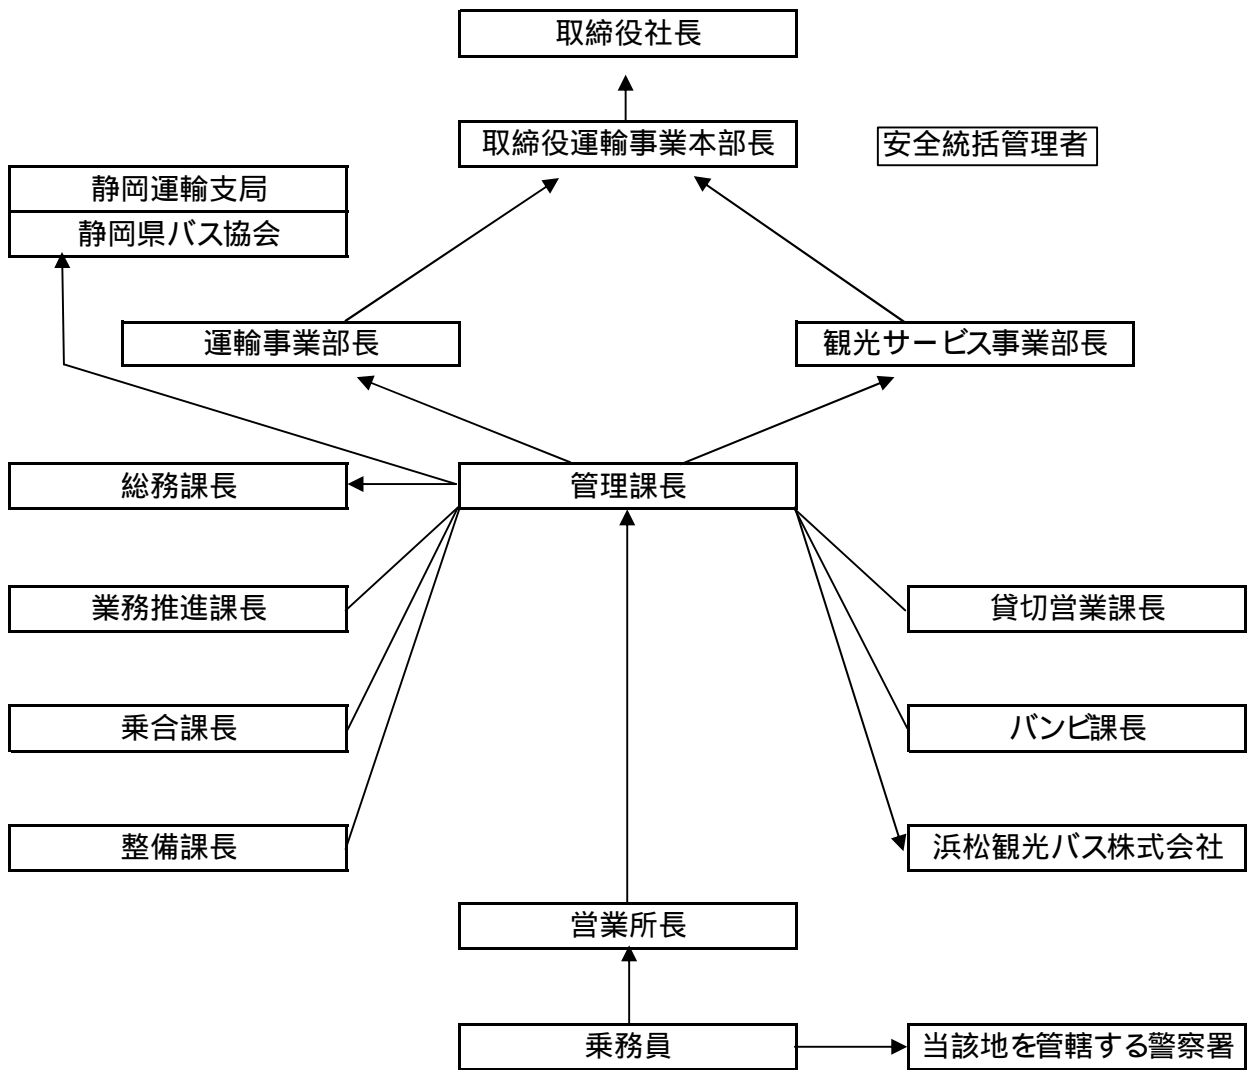 取締役社長
取締役運輸事業本部長
安全統括管理者
静岡運輸支局
静岡県バス協会
運輸事業部長
観光サービス事業部長
総務課長
管理課長
業務推進課長
貸切営業課長
乗合課長
バンビ課長
整備課長
浜松観光バス株式会社
営業所長
乗務員
当該地を管轄する警察署